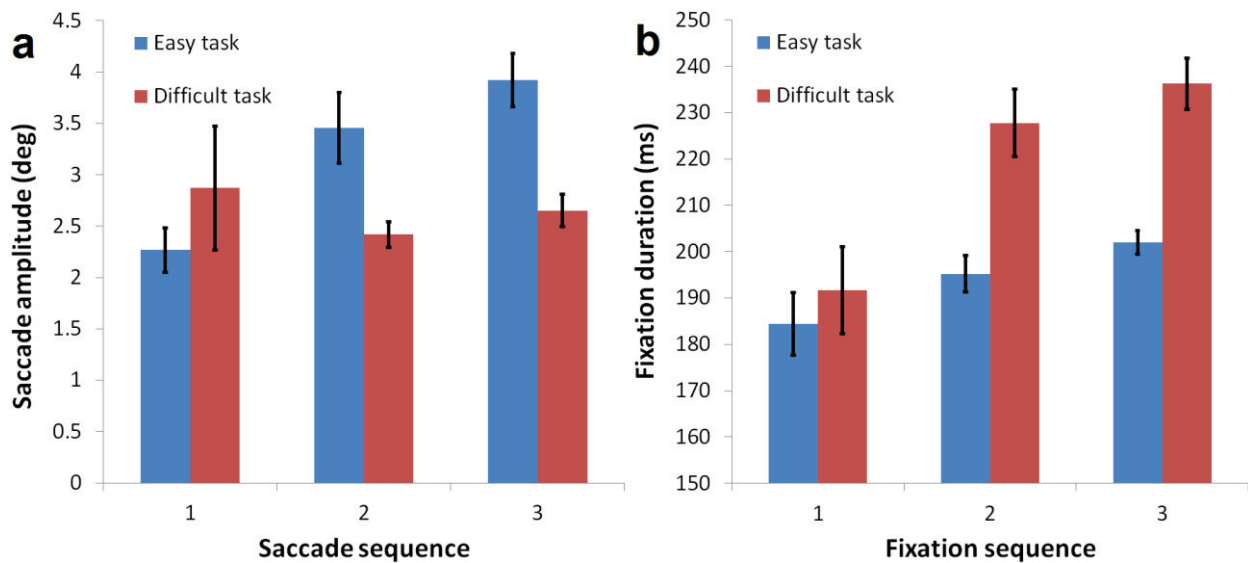 a
Easy task
Difficult task
Saccade amplitude (deg)
4.5
4
3.5
3
2.5
2
1.5
1
0.5
0
1 2 3
Saccade sequence
b
Easy task
Difficult task
Fixation duration (ms)
250
240
230
220
210
200
190
180
170
160
150
1 2 3
Fixation sequence